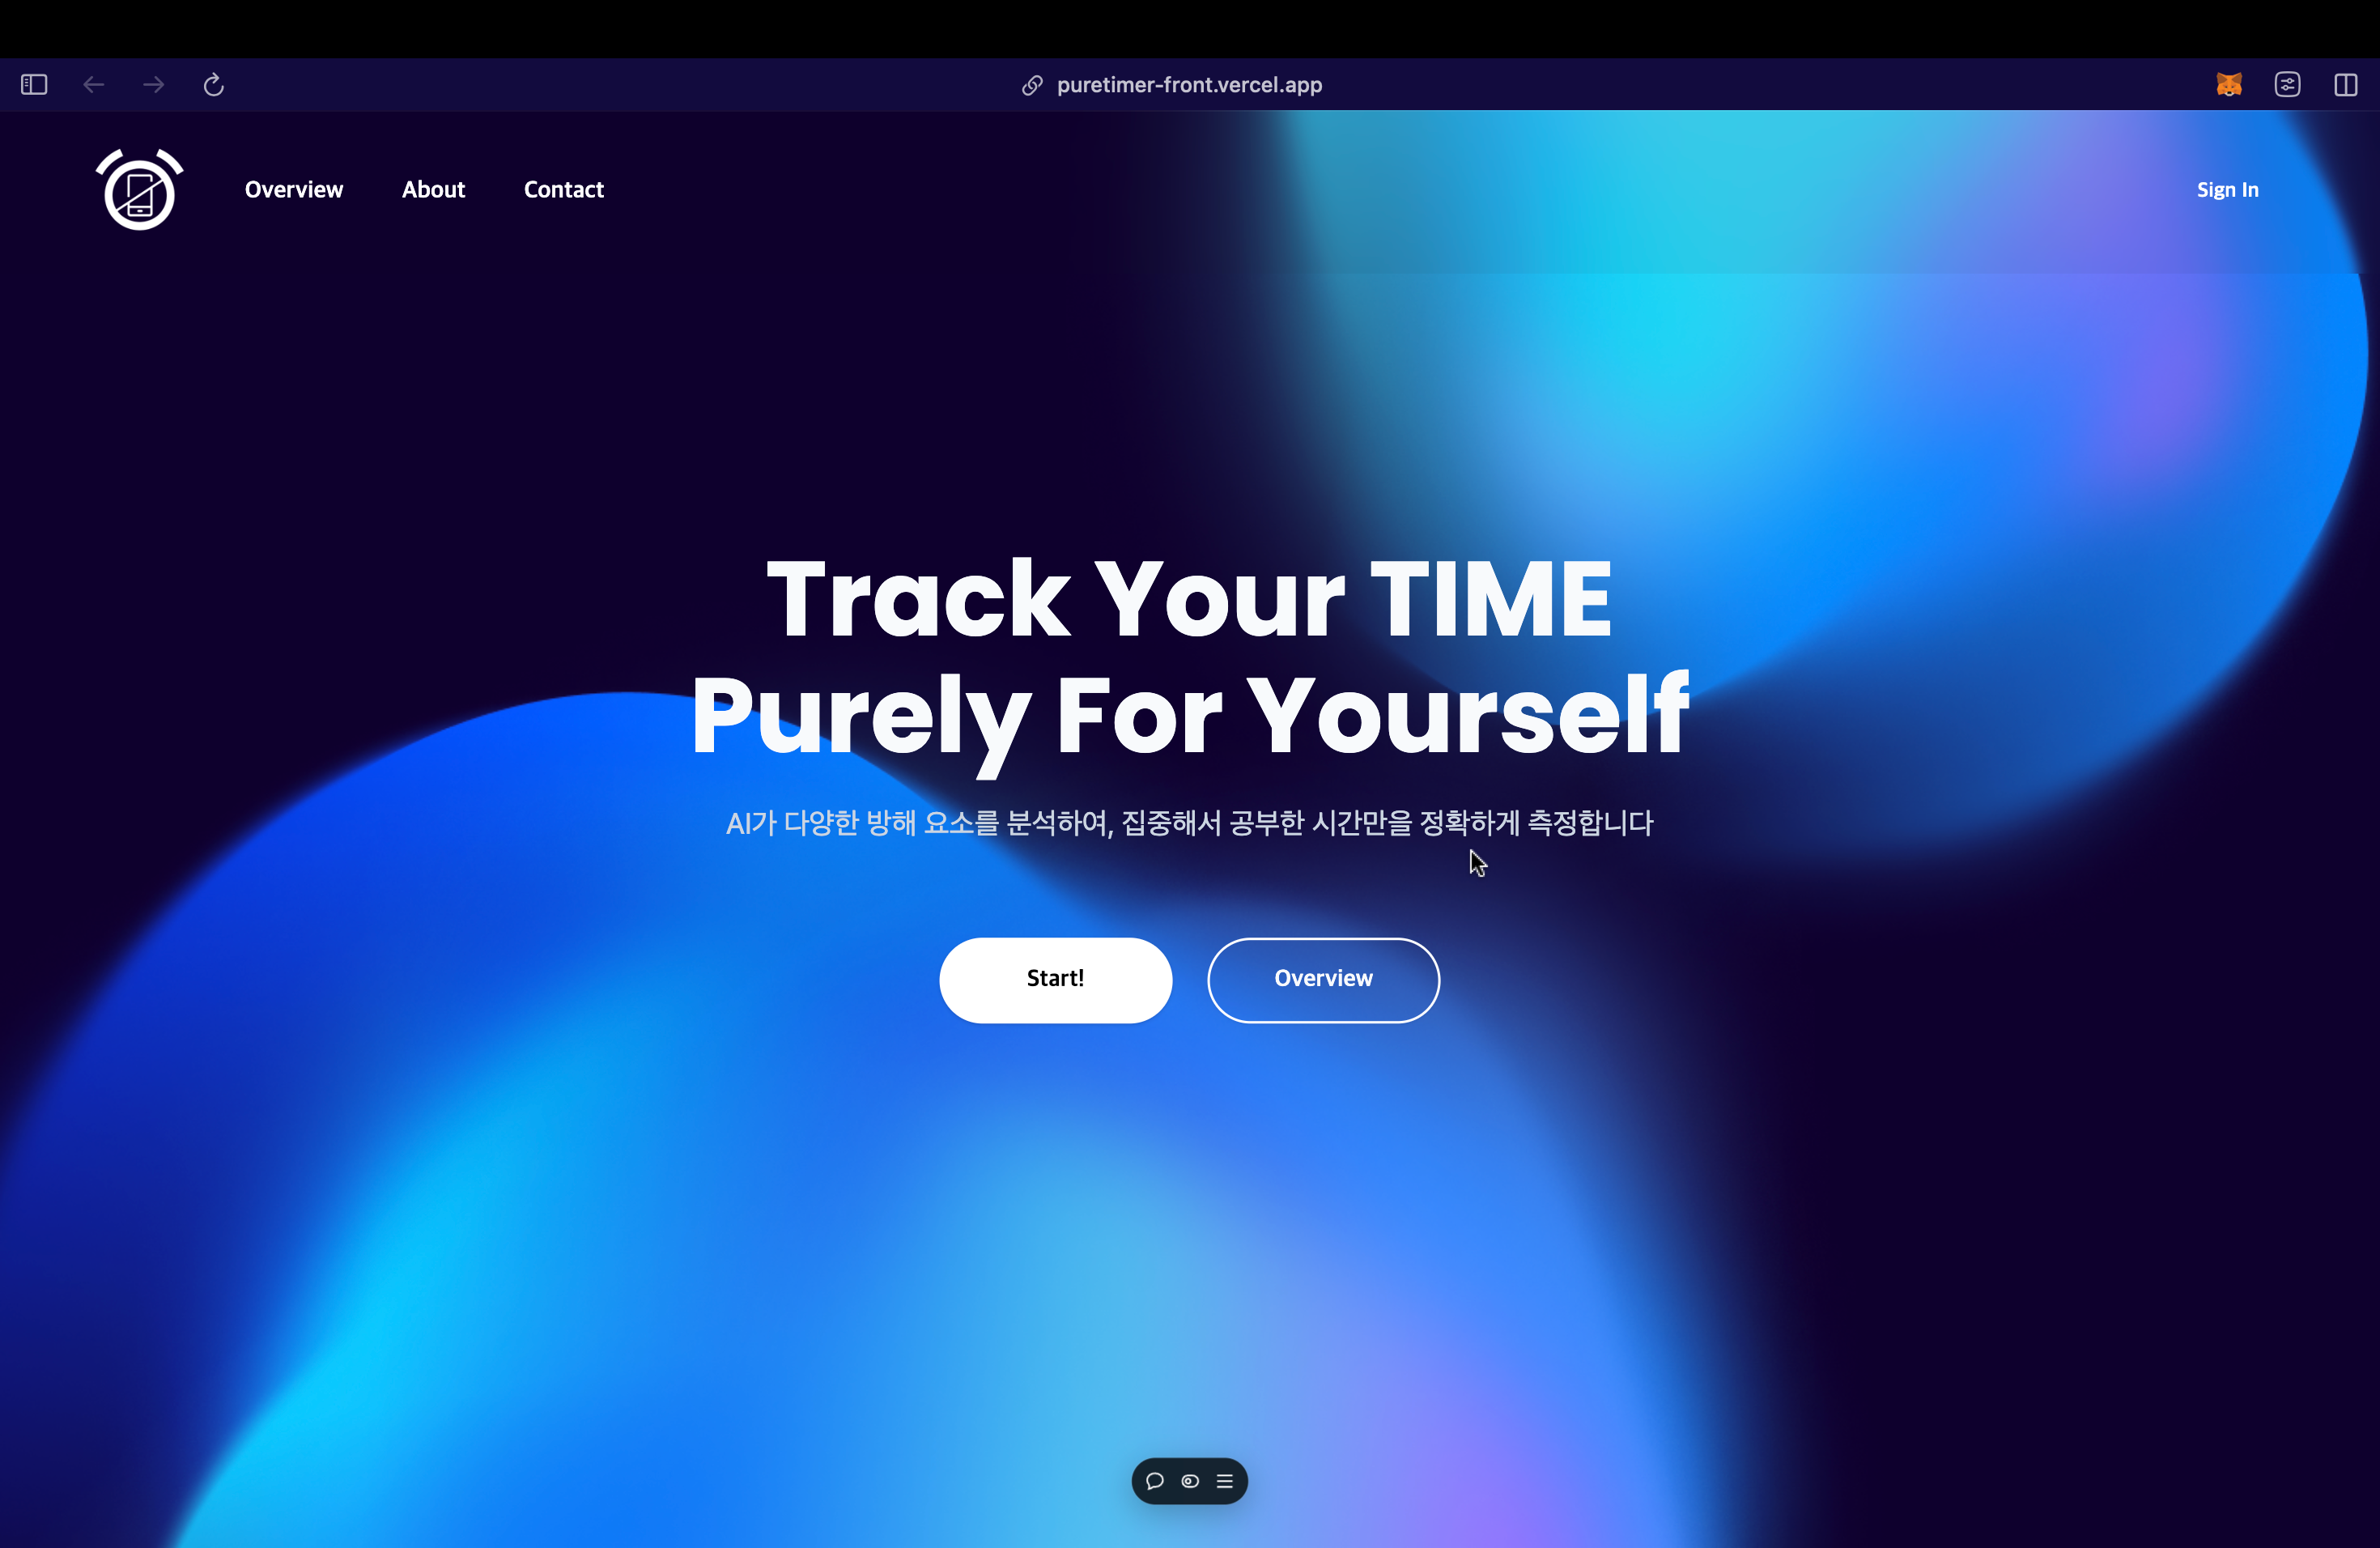 puretimer-front.vercel.app
Overview About Contact Sign In
Track Your TIME
Purely For Yourself
AI가 다양한 방해 요소를 분석하여, 집중해서 공부한 시간만을 정확하게 측정합니다
Start! Overview